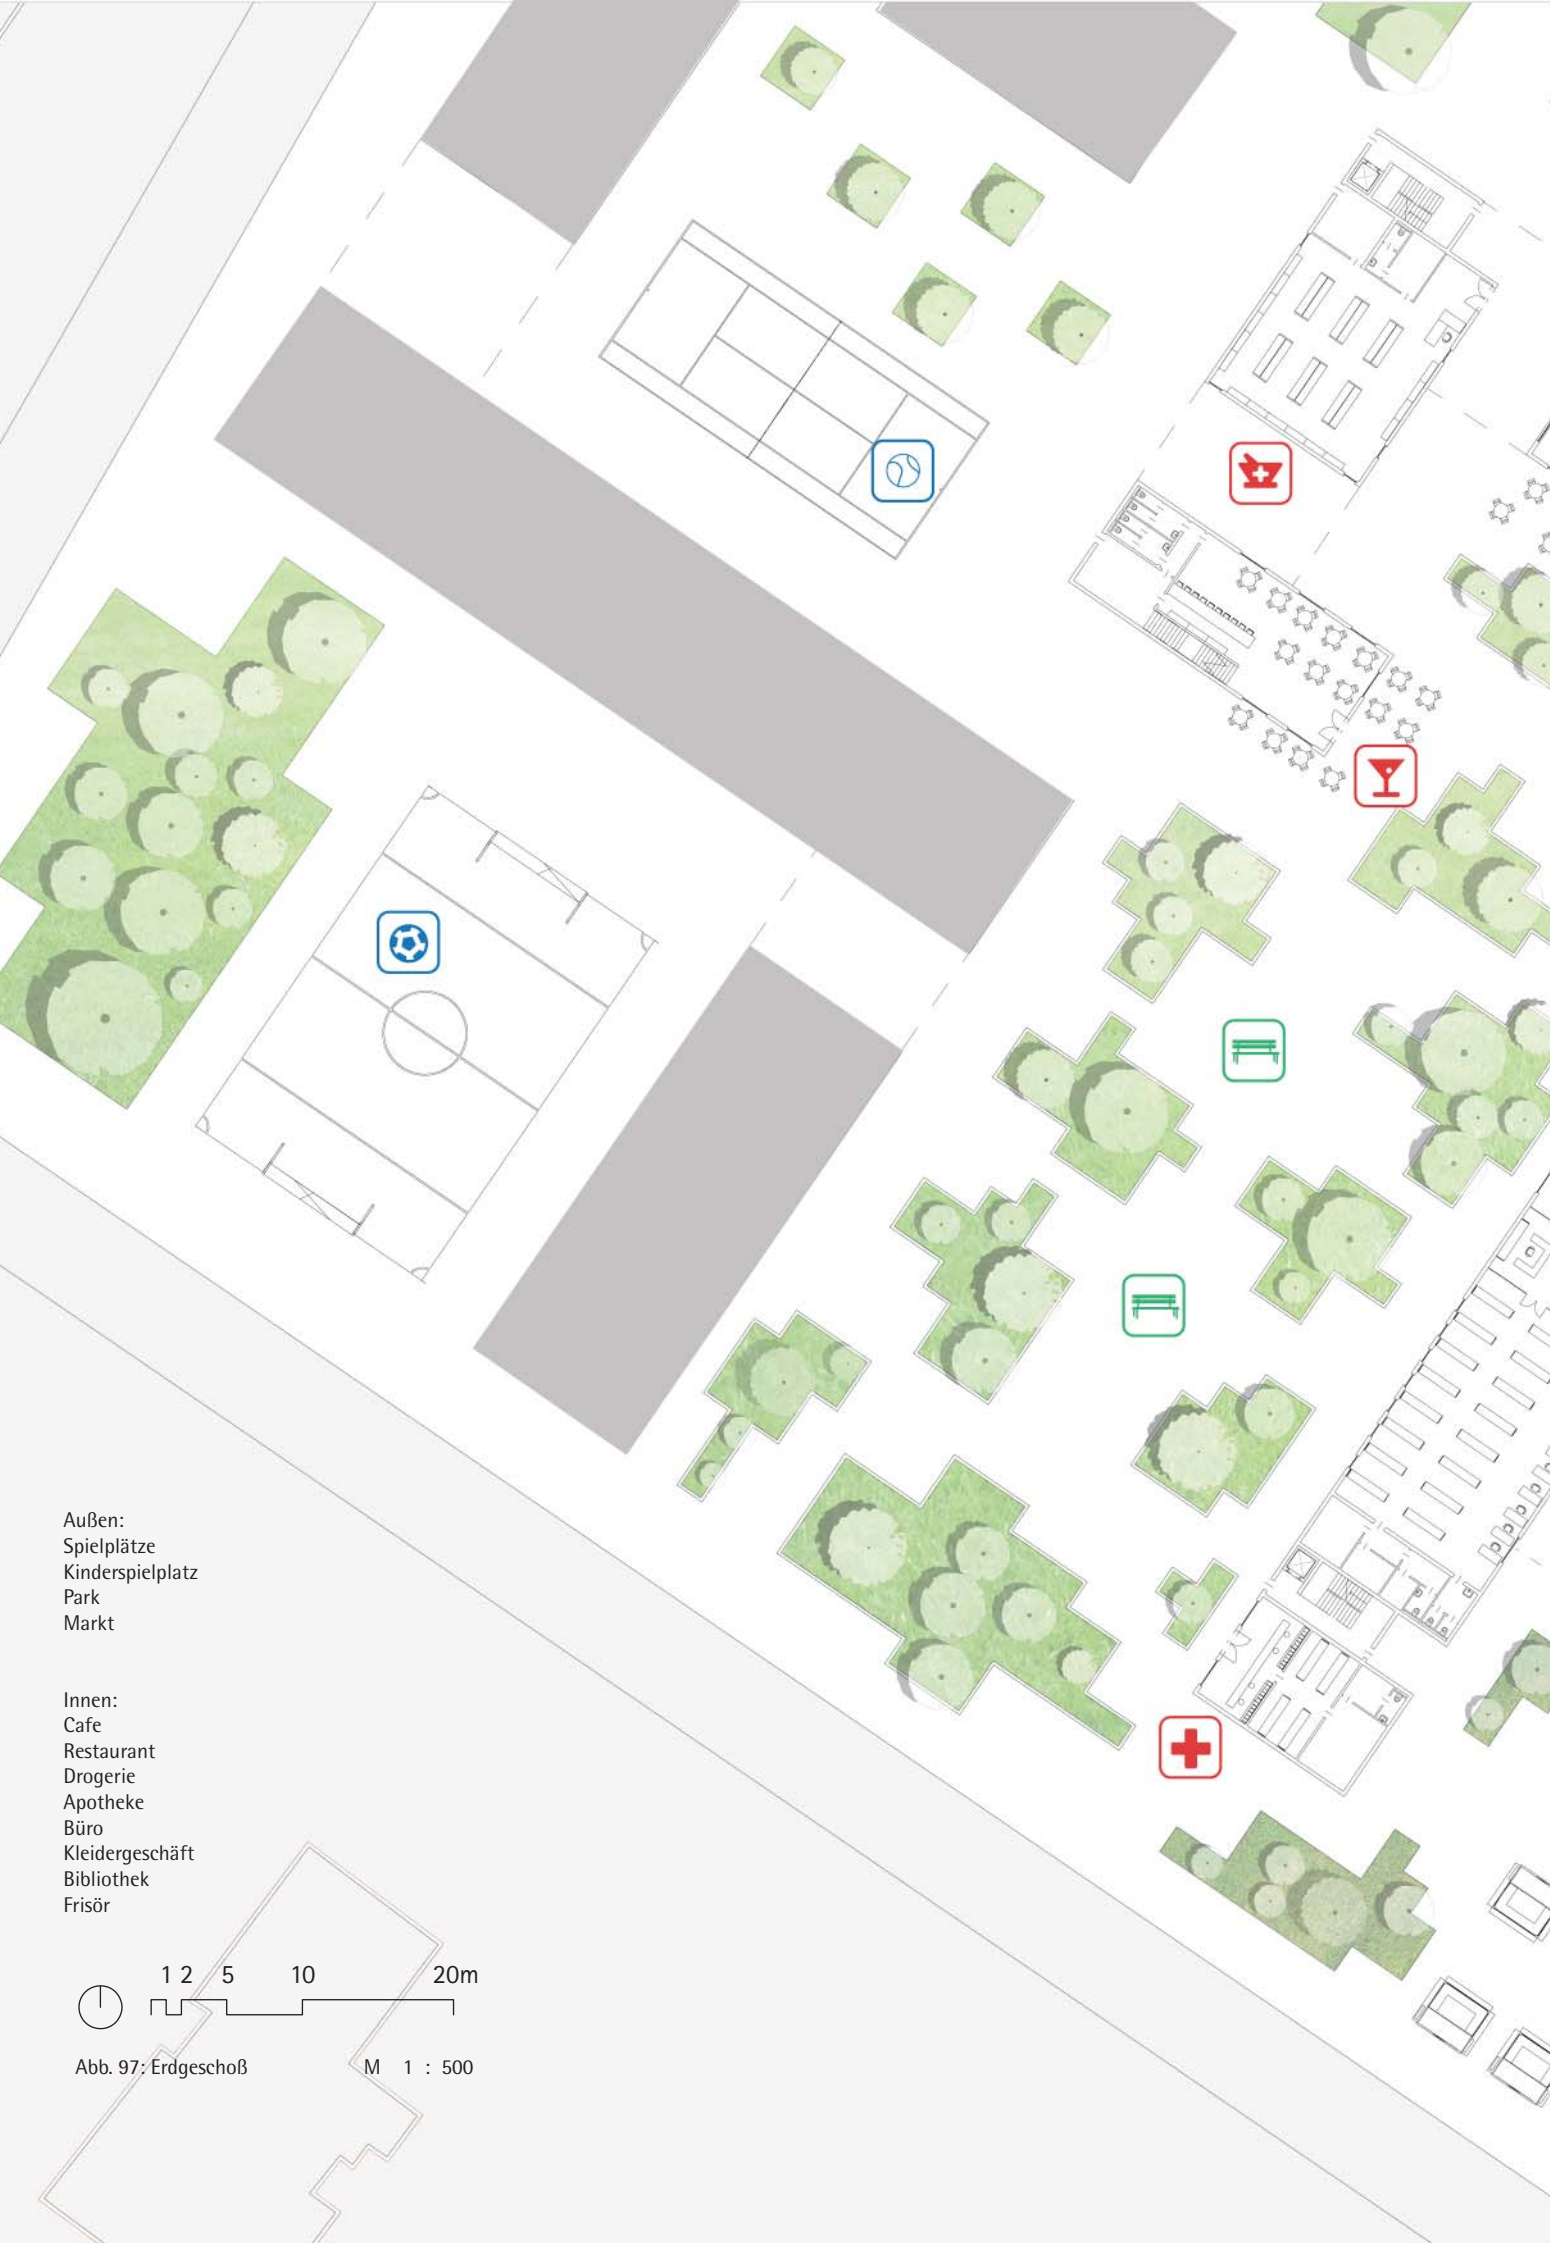 Außen:
Spielplätze
Kinderspielplatz
Park
Markt
Innen:
Cafe
Restaurant
Drogerie
Apotheke
Büro
Kleidergeschäft
Bibliothek
Frisör
1 2 5 10 20m
Abb. 97: Erdgeschoß M 1 : 500